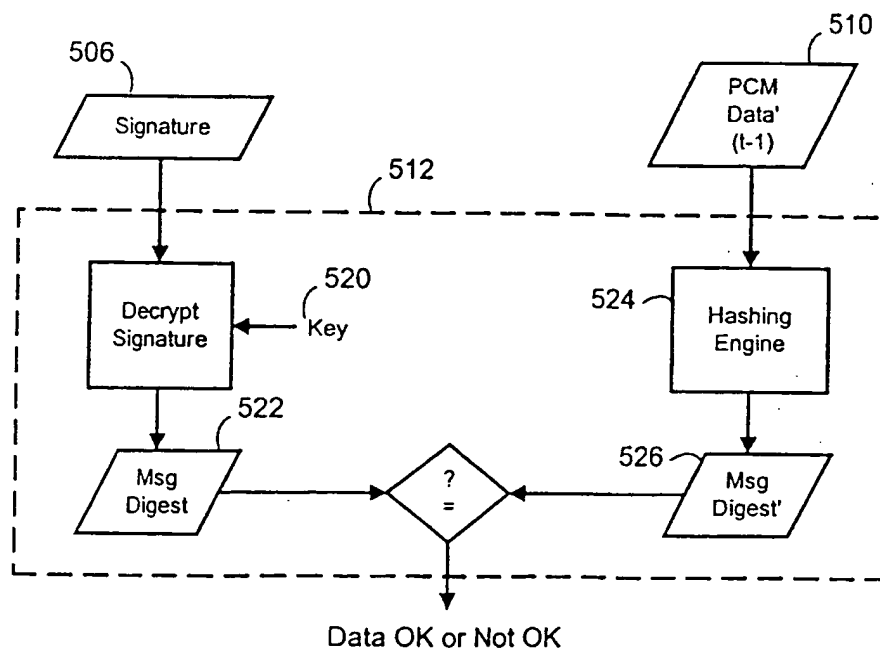 506
510
Signature
PCM
Data'
(t-1)
512
Decrypt
Signature
520
Key
524
Hashing
Engine
522
Msg
Digest
?
=
526
Msg
Digest'
Data OK or Not OK